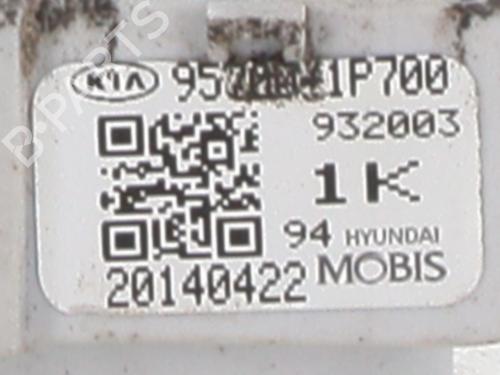 KIA
932003
1K
94 HYUNDAI
MOBIS
20140422
B-PARTS